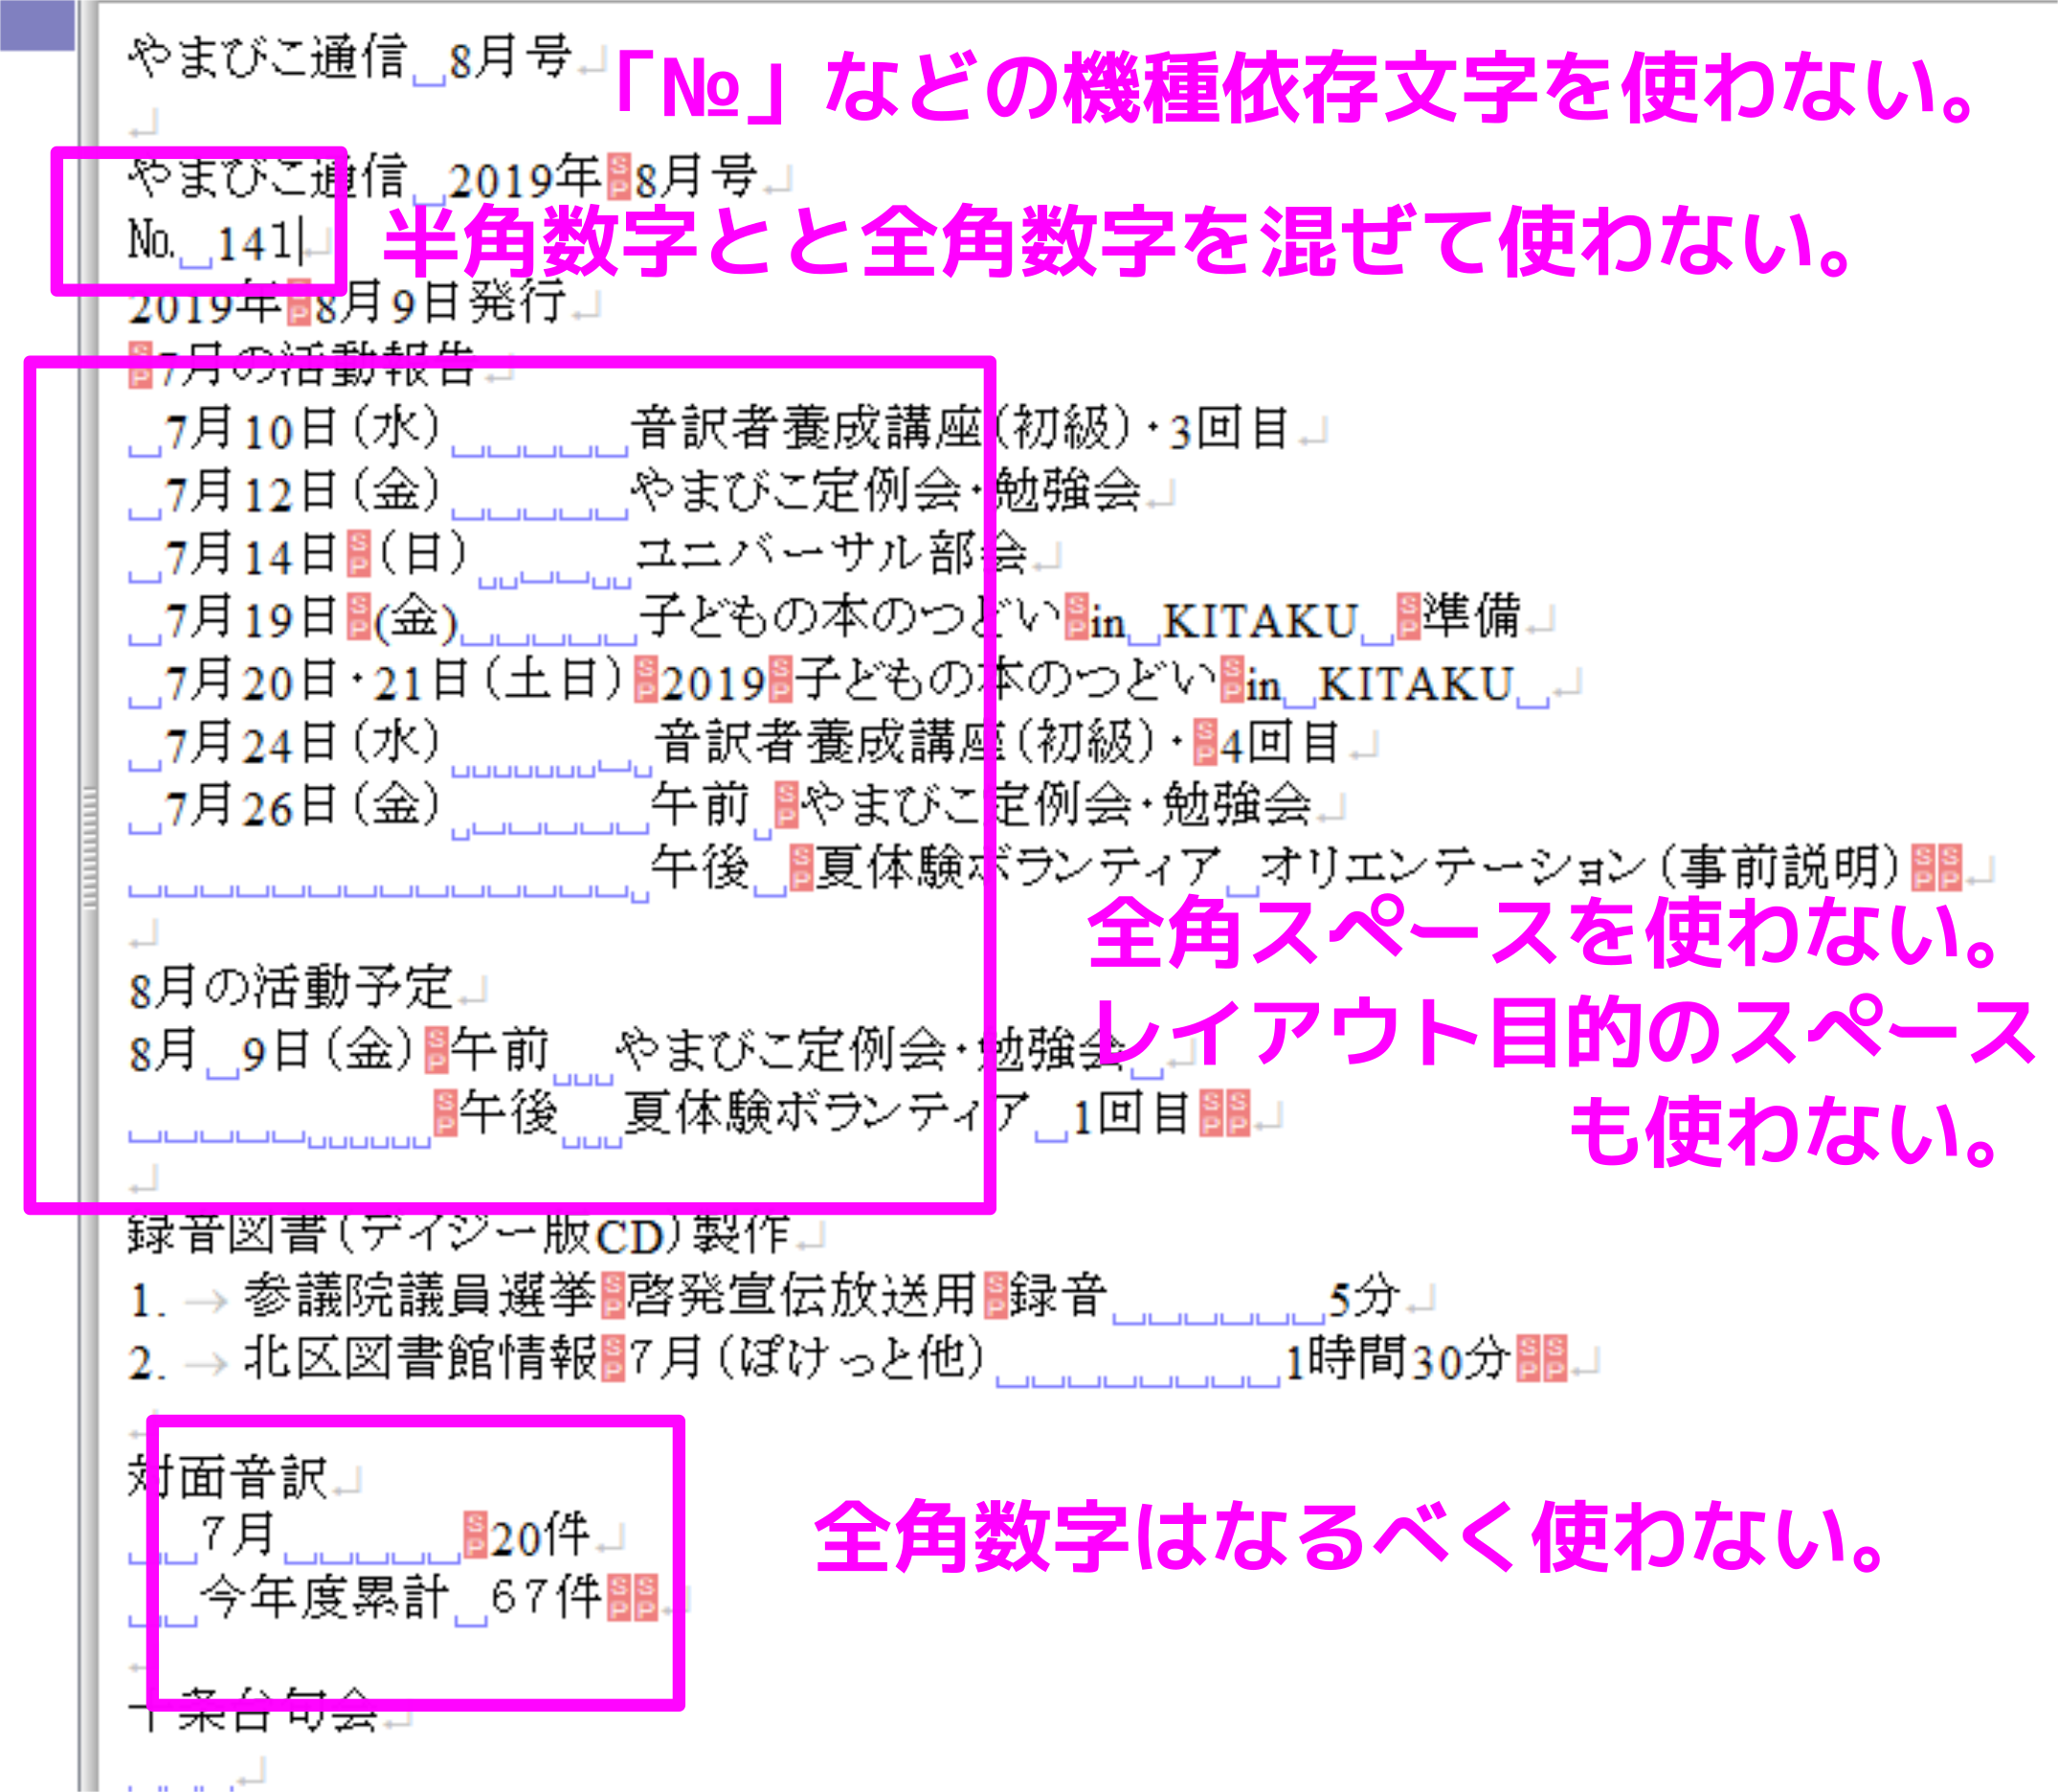 やまびこ通信 8月号
「№」などの機種依存文字を使わない。
やまびこ通信 2019年 8月号
№ 141
半角数字とと全角数字を混ぜて使わない。
2019年 8月9日発行
7月の活動報告
7月10日(水) 音訳者養成講座(初級)・3回目
7月12日(金) やまびこ定例会・勉強会
7月14日 (日) ユニバーサル部会
7月19日 (金) 子どもの本のつどい in KITAKU 準備
7月20日・21日(土日) 2019 子どもの本のつどい in KITAKU
7月24日(水) 音訳者養成講座(初級)・ 4回目
7月26日(金) 午前 やまびこ定例会・勉強会
午後 夏体験ボランティア オリエンテーション(事前説明)
全角スペースを使わない。
8月の活動予定
レイアウト目的のスペース
8月 9日(金) 午前 やまびこ定例会・勉強会
も使わない。
午後 夏体験ボランティア 1回目
録音図書(デイジー版CD)製作
1. → 参議院議員選挙 啓発宣伝放送用 録音 5分
2. → 北区図書館情報 7月(ぽけっと他) 1時間30分
対面音訳
7月 20件
全角数字はなるべく使わない。
今年度累計 67件
十条台句会